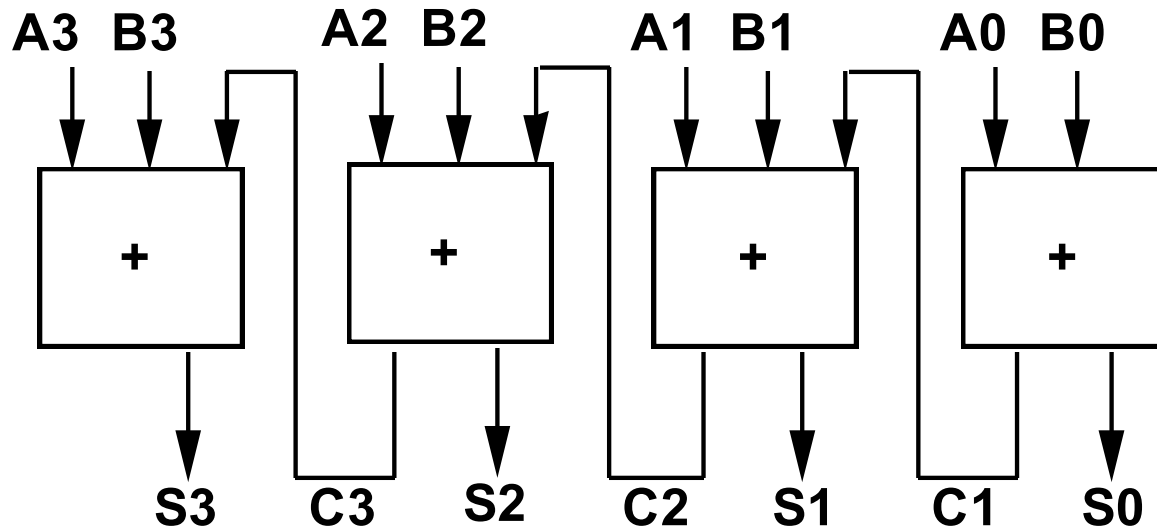 A3 B3 A2 B2 A1 B1 A0 B0
+ + + +
S3 C3 S2 C2 S1 C1 S0